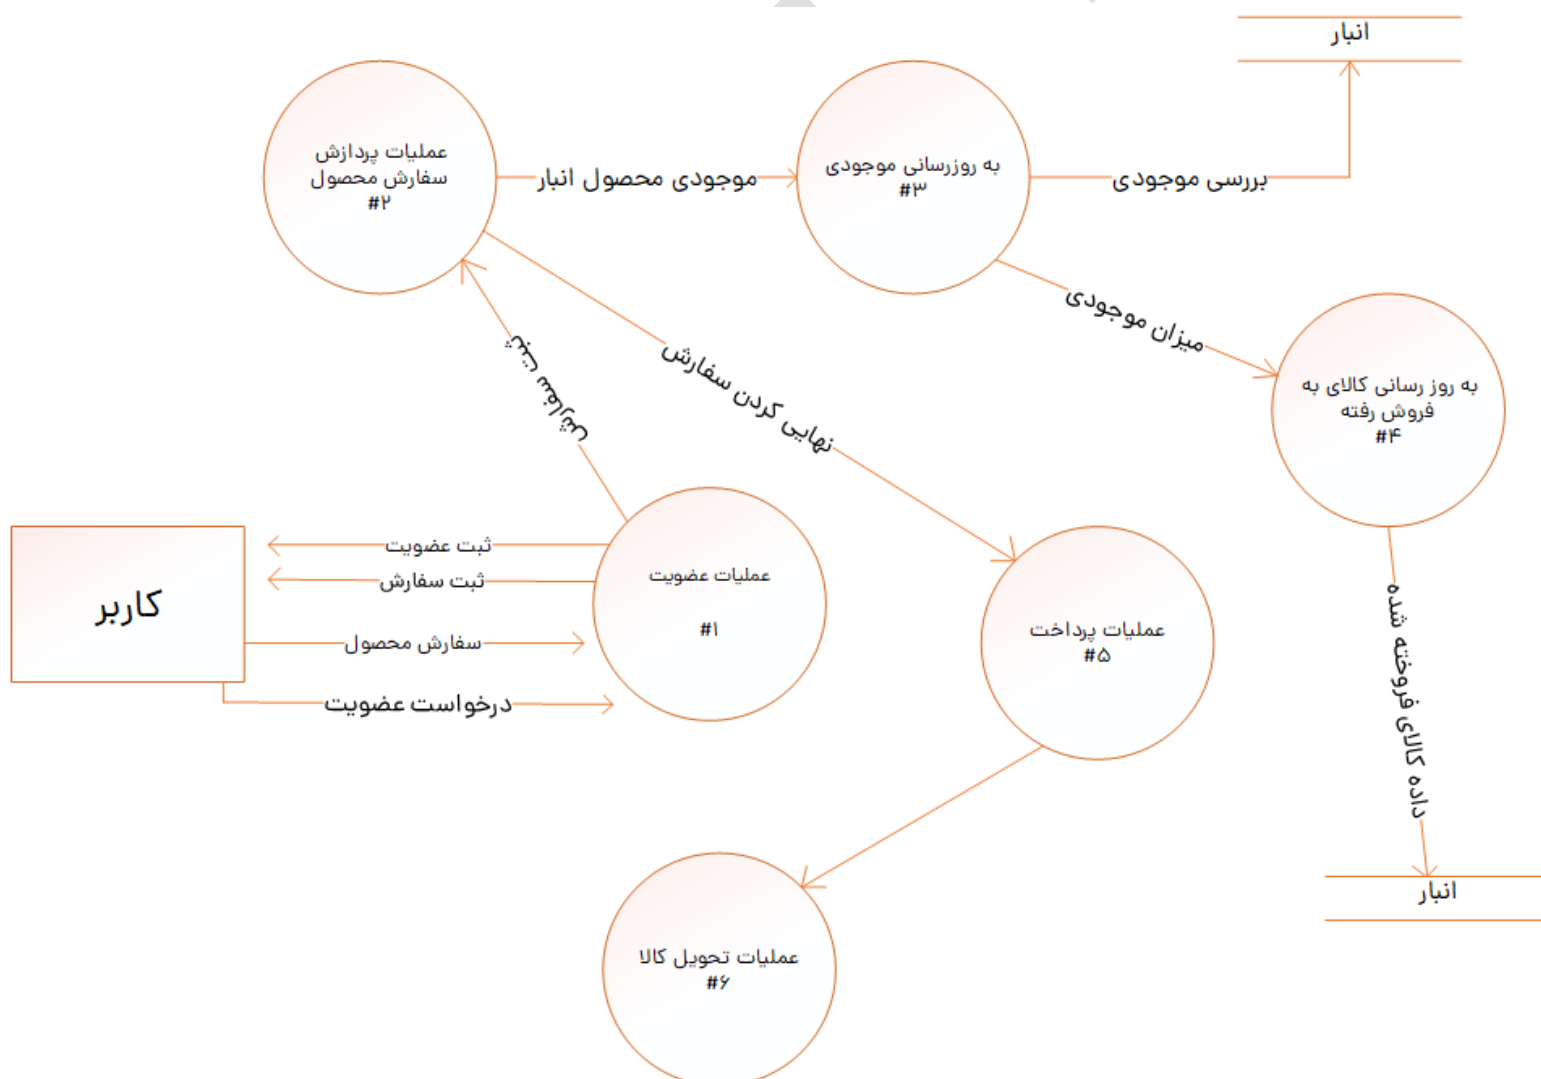 انبار
عملیات پردازش
سفارش محصول
#۲
موجودی محصول انبار
به روزرسانی موجودی
#۳
بررسی موجودی
میزان موجودی
ثبت سفارش
نهایی کردن سفارش
به روز رسانی کالای به
فروش رفته
#۴
کاربر
ثبت عضویت
ثبت سفارش
سفارش محصول
درخواست عضویت
عملیات عضویت
#۱
عملیات پرداخت
#۵
داده کالای فروخته شده
انبار
عملیات تحویل کالا
#۶